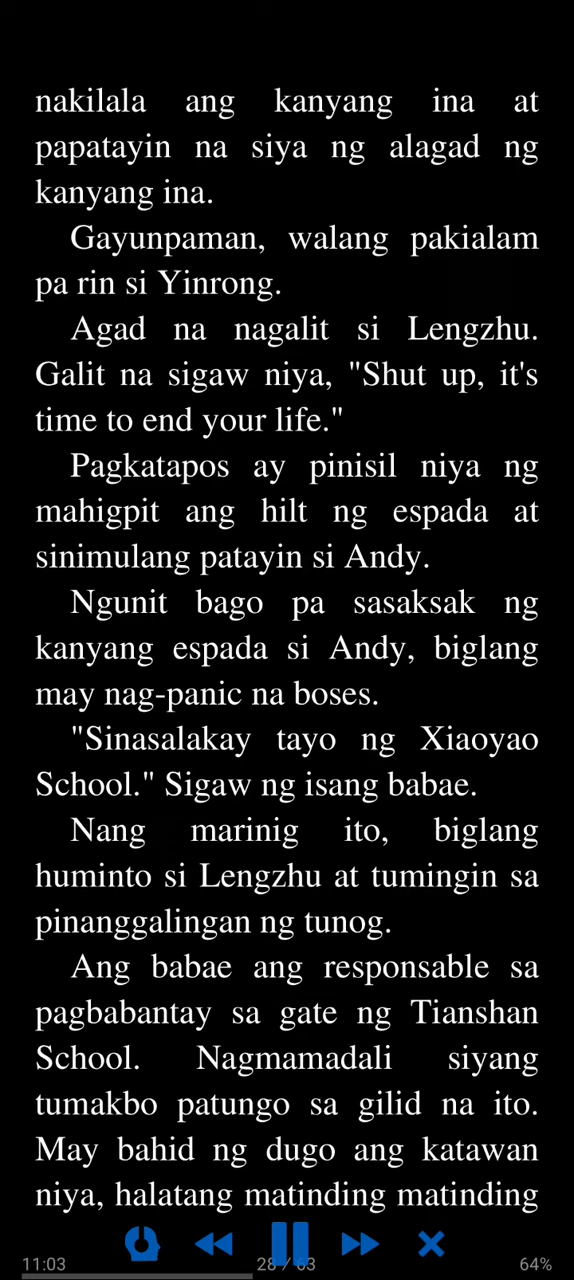 nakilala ang kanyang ina at
papatayin na siya ng alagad ng
kanyang ina.
Gayunpaman, walang pakialam
pa rin si Yinrong.
Agad na nagalit si Lengzhu.
Galit na sigaw niya, "Shut up, it's
time to end your life."
Pagkatapos ay pinisil niya ng
mahigpit ang hilt ng espada at
sinimulang patayin si Andy.
Ngunit bago pa sasaksak ng
kanyang espada si Andy, biglang
may nag-panic na boses.
"Sinasalakay tayo ng Xiaoyao
School." Sigaw ng isang babae.
Nang marinig ito, biglang
huminto si Lengzhu at tumingin sa
pinanggalingan ng tunog.
Ang babae ang responsable sa
pagbabantay sa gate ng Tianshan
School. Nagmamadali siyang
tumakbo patungo sa gilid na ito.
May bahid ng dugo ang katawan
niya, halatang matinding matinding
11:03 28 / 63 64%